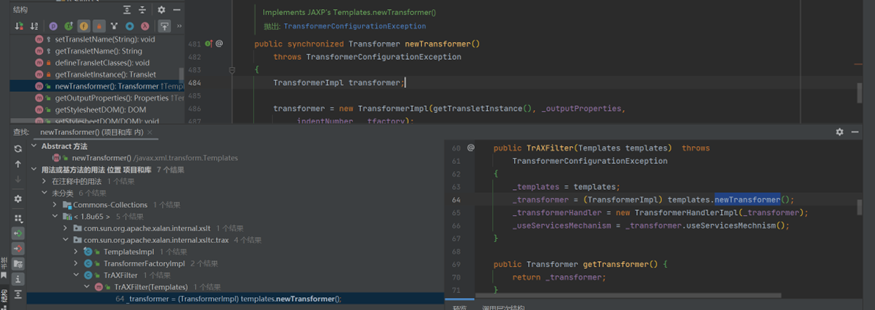 结构
Implements JAXP's Templates.newTransformer()
抛出: TransformerConfigurationException
setTransletName(String): void
getTransletName(): String
defineTransletClasses(): void
getTransletInstance(): Translet
newTransformer(): Transformer ↑Templ
getOutputProperties(): Properties ↑Temp
getStylesheetDOM(): DOM
setStylesheetDOM(DOM): void
481 public synchronized Transformer newTransformer()
482 throws TransformerConfigurationException
483 {
484 TransformerImpl transformer;
485
486 transformer = new TransformerImpl(getTransletInstance(), _outputProperties,
487 _indentNumber, _tfactory);
查找: newTransformer() (项目和库 内) ×
Abstract 方法
newTransformer() /javax.xml.transform.Templates
用法或基方法的用法 位置 项目和库 7 个结果
在注释中的用法 1 个结果
未分类 6 个结果
Commons-Collections 1 个结果
< 1.8u65 > 5 个结果
com.sun.org.apache.xalan.internal.xslt 1 个结果
com.sun.org.apache.xalan.internal.xsltc.trax 4 个结果
TemplatesImpl 1 个结果
TransformerFactoryImpl 2 个结果
TrAXFilter 1 个结果
TrAXFilter(Templates) 1 个结果
64 _transformer = (TransformerImpl) templates.newTransformer();
60 @ public TrAXFilter(Templates templates) throws
61 TransformerConfigurationException
62 {
63 _templates = templates;
64 _transformer = (TransformerImpl) templates.newTransformer();
65 _transformerHandler = new TransformerHandlerImpl(_transformer);
66 _useServicesMechanism = _transformer.useServicesMechnism();
67 }
68
69 public Transformer getTransformer() {
70 return _transformer;
71 }
书签
结构